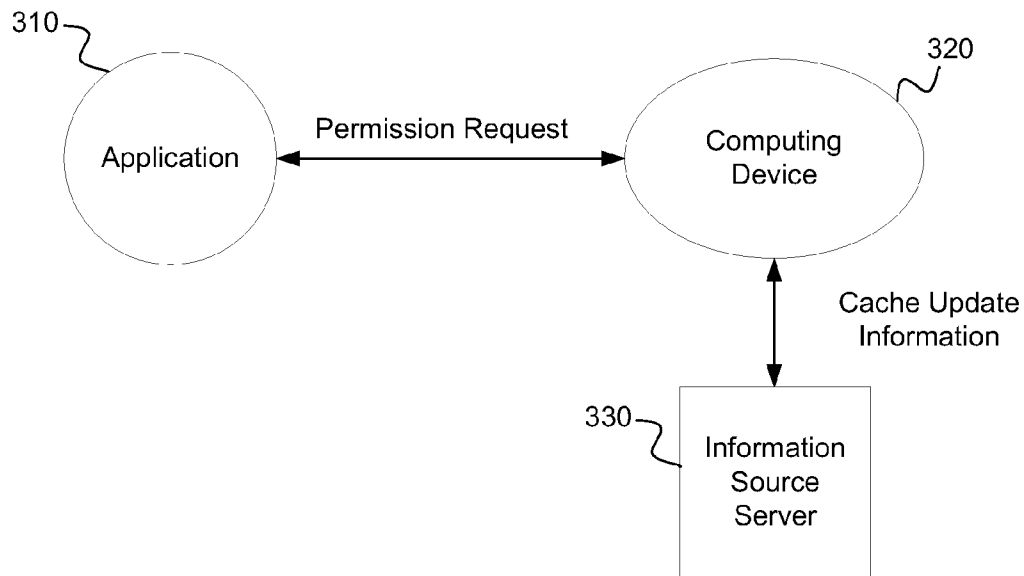 310
320
Permission Request
Application
Computing
Device
Cache Update
Information
330
Information
Source
Server